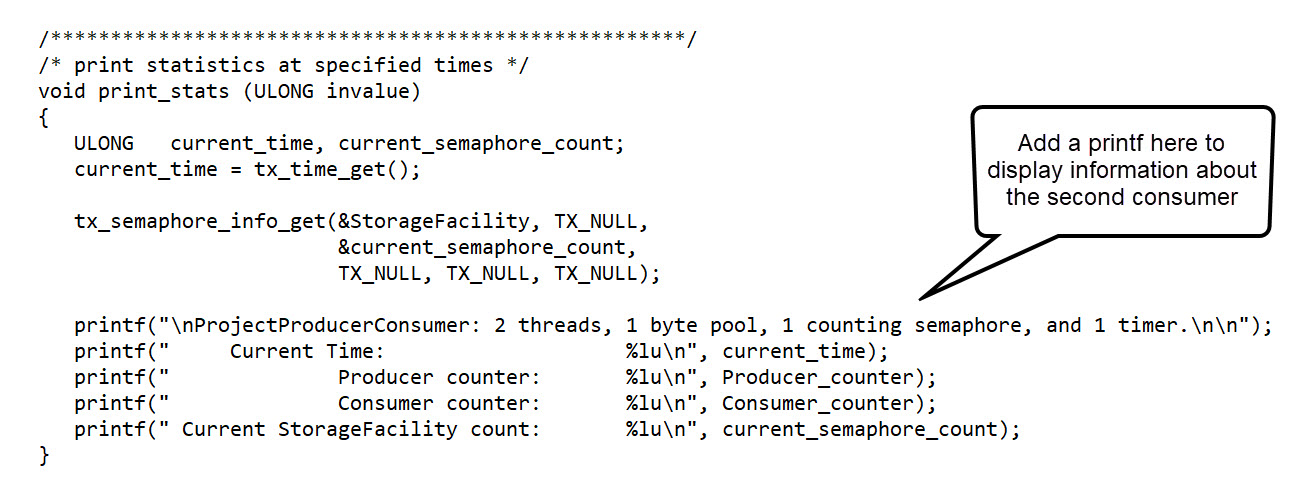 /*****************************************************/
/* print statistics at specified times */
void print_stats (ULONG invalue)
{
   ULONG   current_time, current_semaphore_count;
   current_time = tx_time_get();

   tx_semaphore_info_get(&StorageFacility, TX_NULL,
                         &current_semaphore_count,
                         TX_NULL, TX_NULL, TX_NULL);

   printf("\nProjectProducerConsumer: 2 threads, 1 byte pool, 1 counting semaphore, and 1 timer.\n\n");
   printf("     Current Time:                    %lu\n", current_time);
   printf("              Producer counter:       %lu\n", Producer_counter);
   printf("              Consumer counter:       %lu\n", Consumer_counter);
   printf(" Current StorageFacility count:       %lu\n", current_semaphore_count);
}
Add a printf here to
display information about
the second consumer